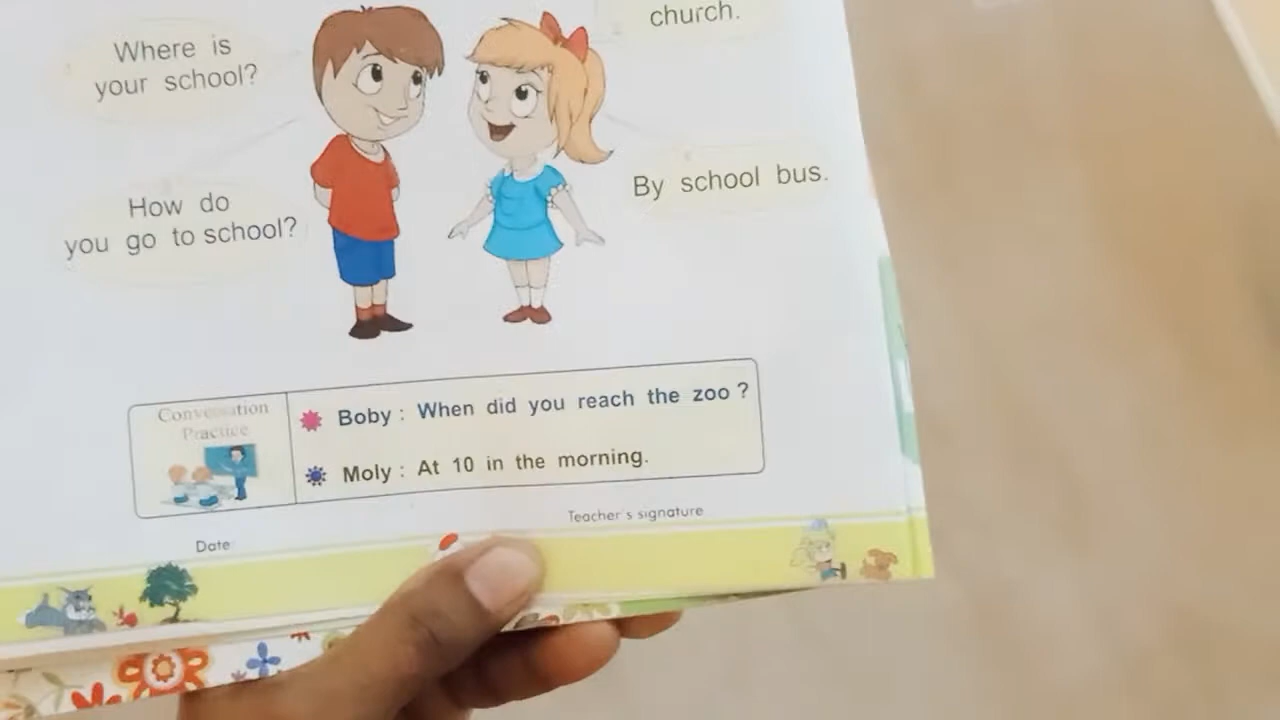 church.
Where is
your school?
By school bus.
How do
you go to school?
Conversation
Practice
Boby : When did you reach the zoo ?
Moly : At 10 in the morning.
Teacher's signature
Date